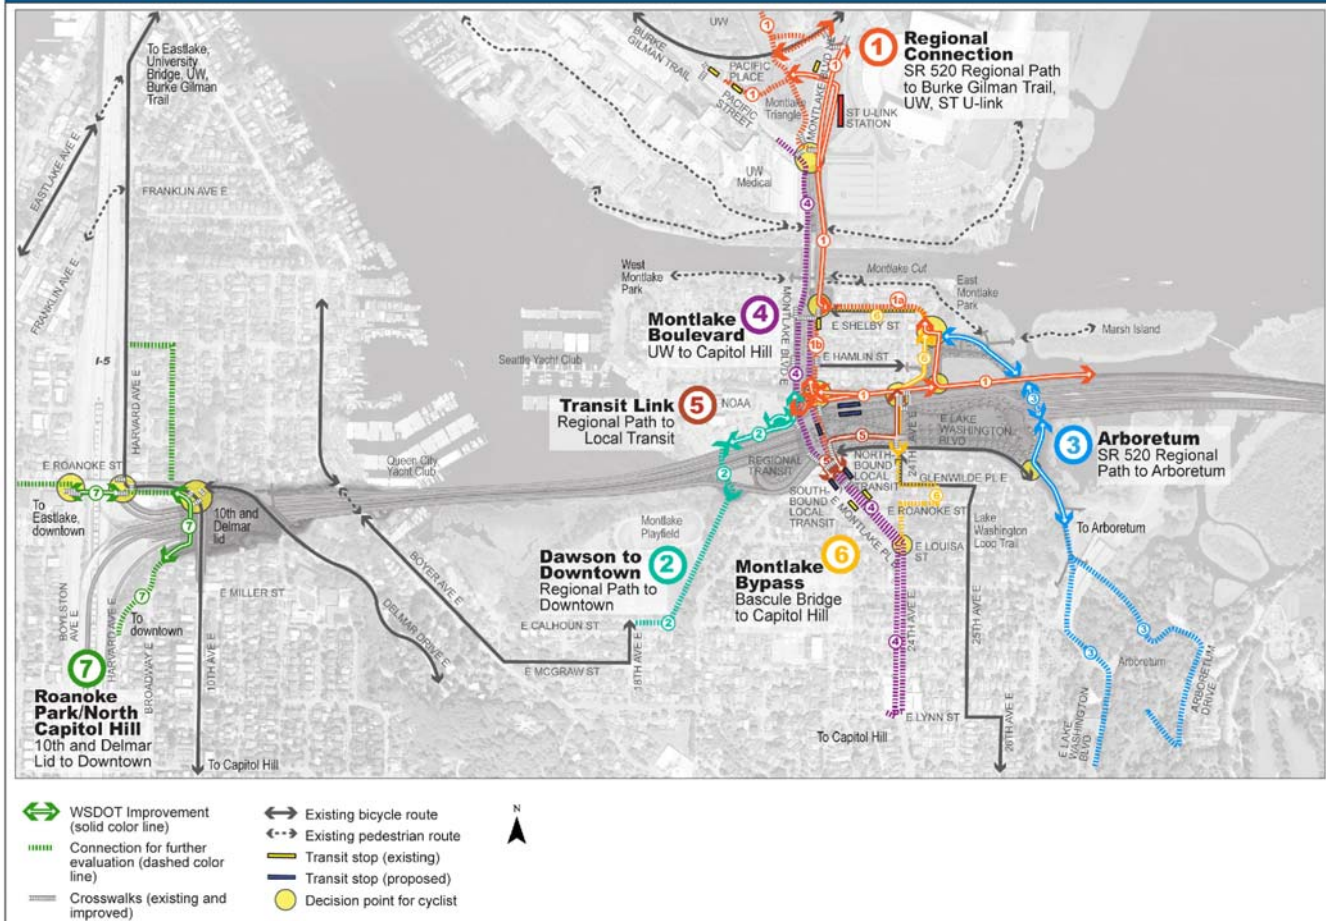 UW
BURKE
GILMAN TRAIL
PACIFIC
PLACE
PACIFIC
STREET
Montlake
Triangle
MONTLAKE BLVD NE
ST U-LINK
STATION
UW
Medical
1
Regional
Connection
SR 520 Regional Path
to Burke Gilman Trail,
UW, ST U-link
To Eastlake,
University
Bridge, UW,
Burke Gilman
Trail
EASTLAKE AVE E
FRANKLIN AVE E
FRANKLIN AVE E
I-5
HARVARD AVE E
West
Montlake
Park
Montlake Cut
East
Montlake
Park
Marsh Island
1a
6
E SHELBY ST
1b
E HAMLIN ST
MONTLAKE BLVD E
Montlake
Boulevard
4
UW to Capitol Hill
Seattle Yacht Club
NOAA
Transit Link
5
Regional Path to
Local Transit
E LAKE
WASHINGTON
BLVD
24TH AVE E
3
Arboretum
SR 520 Regional
Path to Arboretum
Queen City
Yacht Club
REGIONAL
TRANSIT
NORTH-
BOUND
LOCAL
TRANSIT
GLENWILDE PL E
SOUTH-
BOUND
LOCAL
TRANSIT
E MONTLAKE PL E
E ROANOKE ST
E LOUISA
ST
Lake
Washington
Loop Trail
To Arboretum
E ROANOKE ST
To
Eastlake,
downtown
10th and
Delmar
lid
Montlake
Playfield
Dawson to
Downtown
2
Regional Path to
Downtown
Montlake
Bypass
6
Bascule Bridge
to Capitol Hill
BOYER AVE E
DELMAR DRIVE E
E MILLER ST
E CALHOUN ST
E MCGRAW ST
18TH AVE E
24TH AVE E
25TH AVE E
26TH AVE E
E LYNN ST
To Capitol Hill
Arboretum
ARBORETUM
DRIVE
E LAKE
WASHINGTON
BLVD
BOYLSTON
AVE E
HARVARD AVE E
BROADWAY E
10TH AVE E
To
downtown
To Capitol Hill
7
Roanoke
Park/North
Capitol Hill
10th and Delmar
Lid to Downtown
WSDOT Improvement
(solid color line)
Connection for further
evaluation (dashed color
line)
Crosswalks (existing and
improved)
Existing bicycle route
Existing pedestrian route
Transit stop (existing)
Transit stop (proposed)
Decision point for cyclist
N